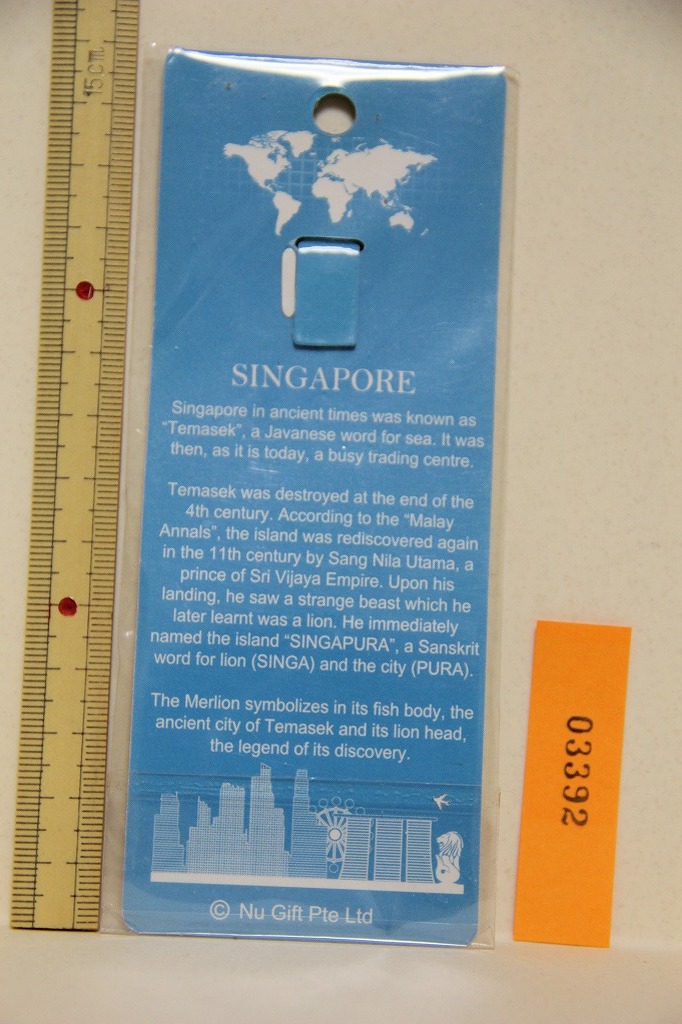 15cm
SINGAPORE
Singapore in ancient times was known as
“Temasek”, a Javanese word for sea. It was
then, as it is today, a busy trading centre.
Temasek was destroyed at the end of the
4th century. According to the “Malay
Annals”, the island was rediscovered again
in the 11th century by Sang Nila Utama, a
prince of Sri Vijaya Empire. Upon his
landing, he saw a strange beast which he
later learnt was a lion. He immediately
named the island “SINGAPURA”, a Sanskrit
word for lion (SINGA) and the city (PURA).
The Merlion symbolizes in its fish body, the
ancient city of Temasek and its lion head,
the legend of its discovery.
© Nu Gift Pte Ltd
03392